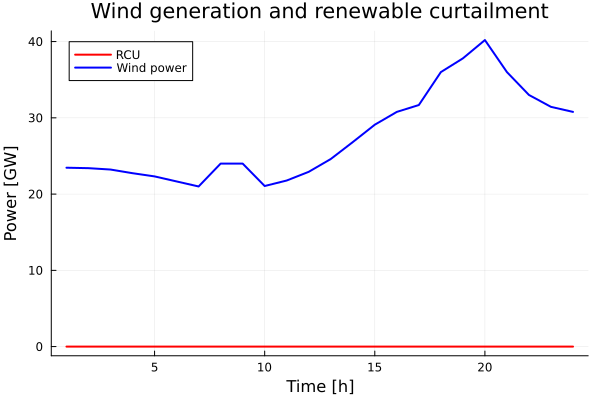 Wind generation and renewable curtailment
RCU
Wind power
Power [GW]
40
30
20
10
0
5 10 15 20
Time [h]